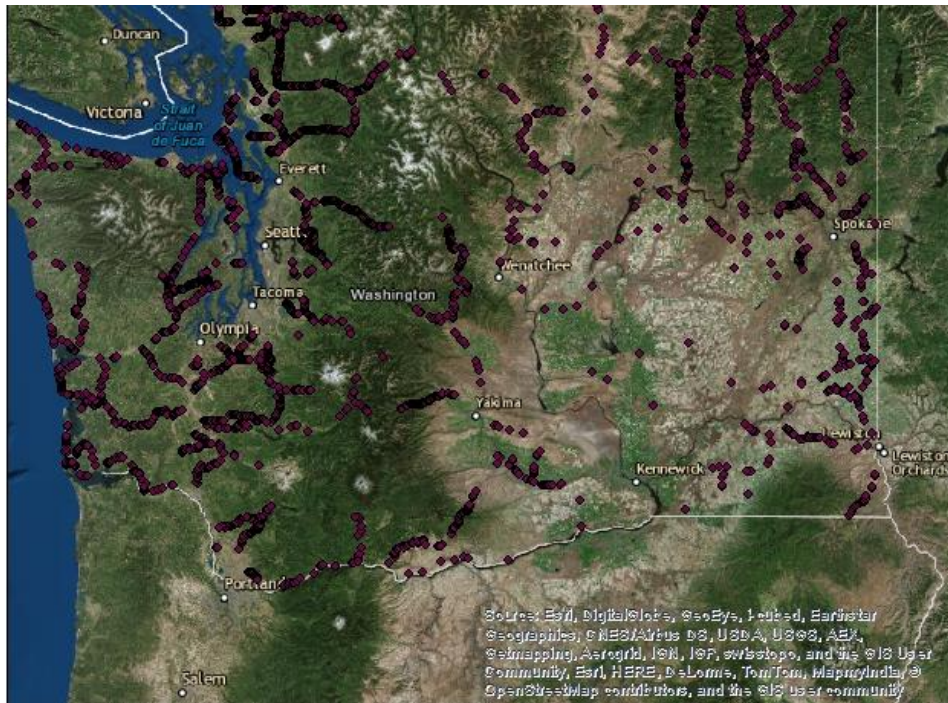 Duncan
Victoria
Strait
of Juan
de Fuca
Everett
Spokane
Wenatchee
Tacoma
Washington
Olympia
Yakima
Lewiston
Lewiston
Orchards
Kennewick
Portland
Salem
Source: Esri, DigitalGlobe, GeoEye, i-cubed, Earthstar
Geographics, CNES/Airbus DS, USDA, USGS, AEX,
Getmapping, Aerogrid, IGN, IGP, swisstopo, and the GIS User
Community, Esri, HERE, DeLorme, TomTom, MapmyIndia, ©
OpenStreetMap contributors, and the GIS user community